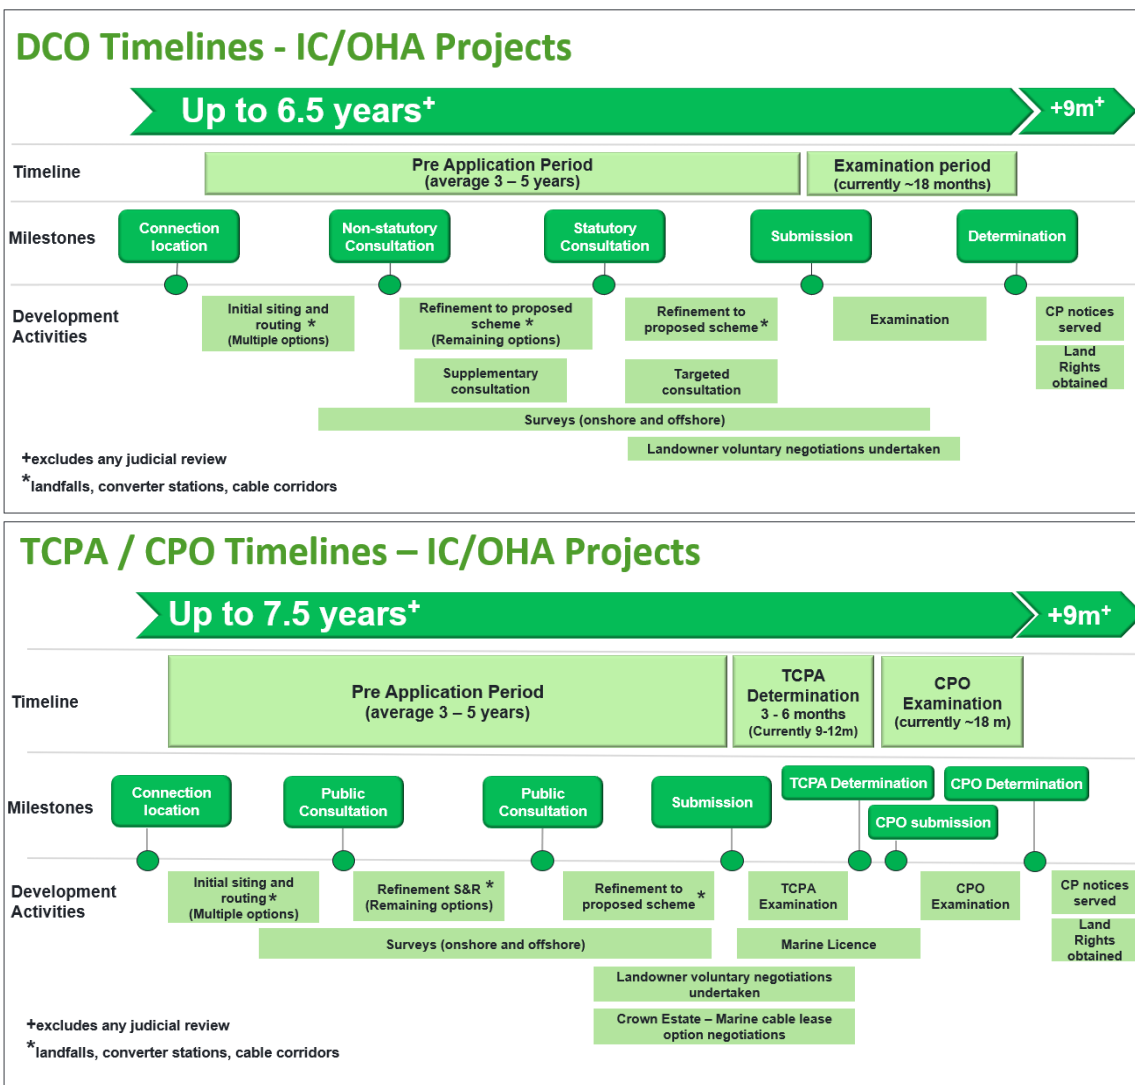 DCO Timelines - IC/OHA Projects
Up to 6.5 years+
+9m+
Timeline
Pre Application Period
(average 3 – 5 years)
Examination period
(currently ~18 months)
Milestones
Connection
location
Non-statutory
Consultation
Statutory
Consultation
Submission
Determination
Development
Activities
Initial siting and
routing *
(Multiple options)
Refinement to proposed
scheme *
(Remaining options)
Refinement to
proposed scheme *
Examination
CP notices
served
Supplementary
consultation
Targeted
consultation
Land
Rights
obtained
Surveys (onshore and offshore)
Landowner voluntary negotiations undertaken
+excludes any judicial review
*landfalls, converter stations, cable corridors
TCPA / CPO Timelines – IC/OHA Projects
Up to 7.5 years+
+9m+
Timeline
Pre Application Period
(average 3 – 5 years)
TCPA
Determination
3 - 6 months
(Currently 9-12m)
CPO
Examination
(currently ~18 m)
Milestones
Connection
location
Public
Consultation
Public
Consultation
Submission
TCPA Determination
CPO submission
CPO Determination
Development
Activities
Initial siting and
routing *
(Multiple options)
Refinement S&R *
(Remaining options)
Refinement to
proposed scheme *
TCPA
Examination
CPO
Examination
CP notices
served
Surveys (onshore and offshore)
Marine Licence
Land
Rights
obtained
Landowner voluntary negotiations
undertaken
Crown Estate – Marine cable lease
option negotiations
+excludes any judicial review
*landfalls, converter stations, cable corridors